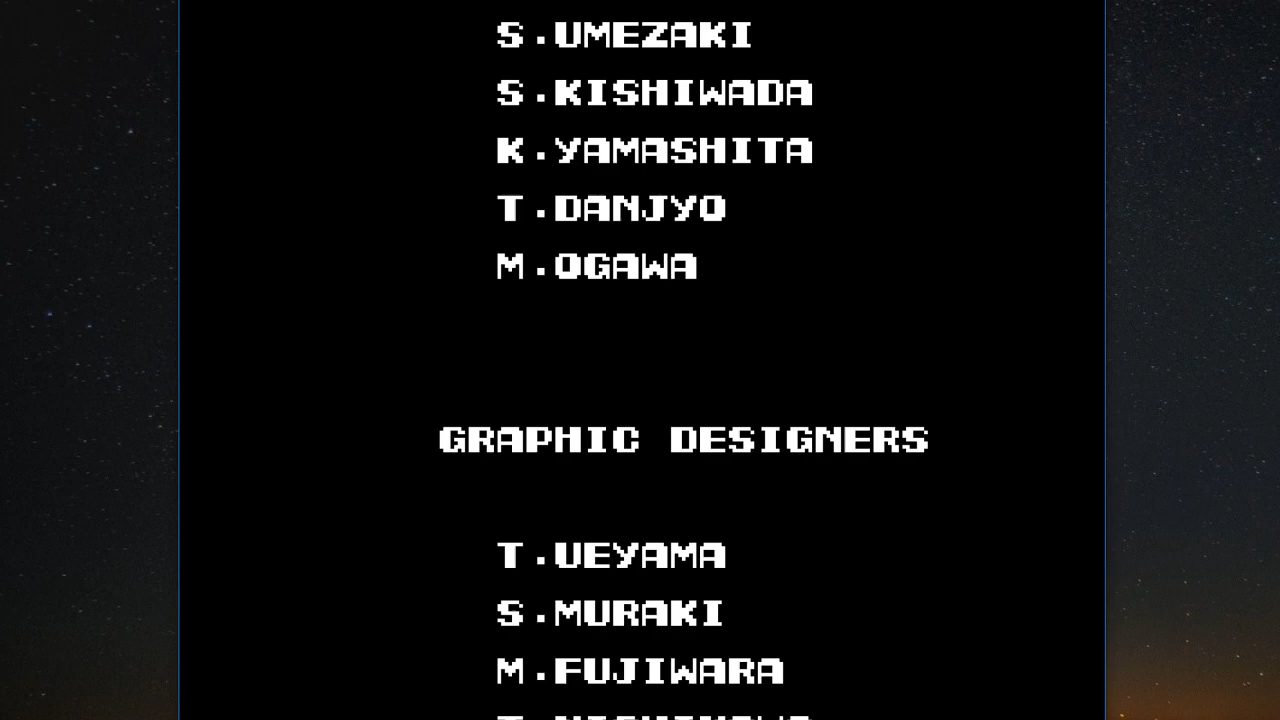 S.UMEZAKI
S.KISHIWADA
K.YAMASHITA
T.DANJYO
M.OGAWA
GRAPHIC DESIGNERS
T.UEYAMA
S.MURAKI
M.FUJIWARA